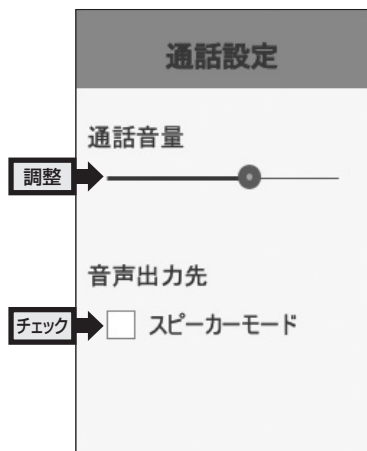 通話設定
通話音量
調整
音声出力先
チェック
スピーカーモード